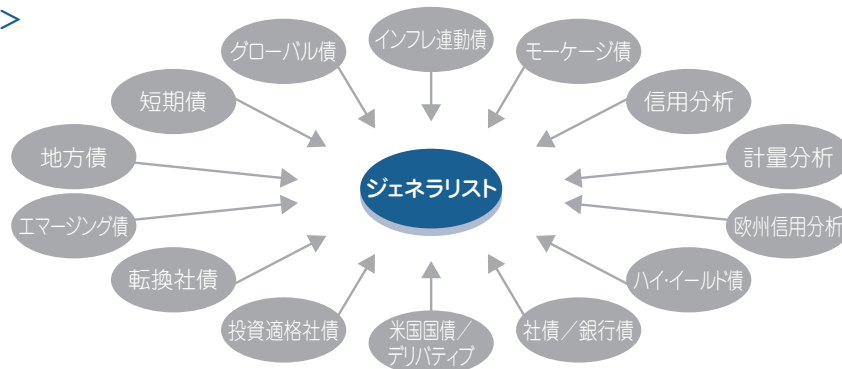 >
グローバル債
インフレ連動債
モーゲージ債
短期債
信用分析
地方債
計量分析
ジェネラリスト
エマージング債
欧州信用分析
転換社債
ハイ・イールド債
投資適格社債
米国国債／
デリバティブ
社債／銀行債